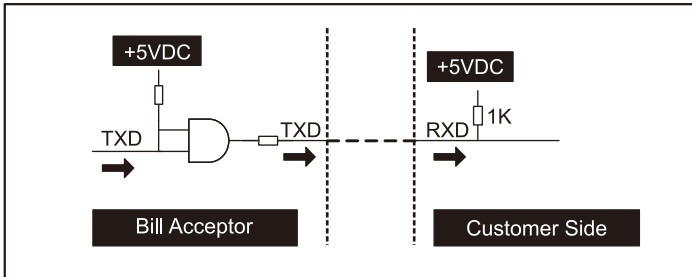 +5VDC
+5VDC
1K
TXD
TXD
RXD
Bill Acceptor
Customer Side